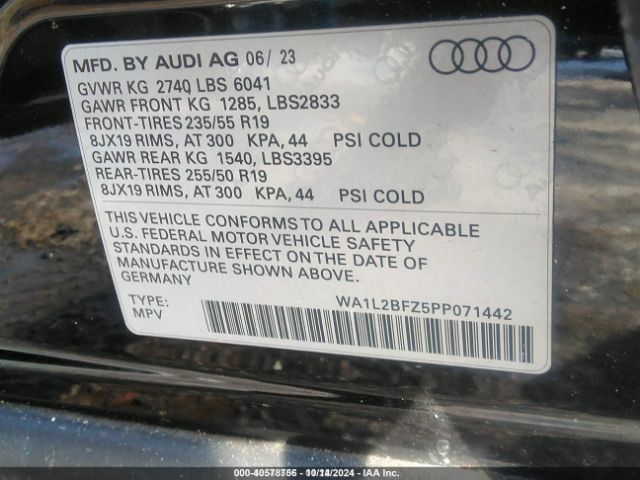 MFD. BY AUDI AG 06/ 23
GVWR KG 2740 LBS 6041
GAWR FRONT KG 1285, LBS2833
FRONT-TIRES 235/55 R19
8JX19 RIMS, AT 300 KPA, 44 PSI COLD
GAWR REAR KG 1540, LBS3395
REAR-TIRES 255/50 R19
8JX19 RIMS, AT 300 KPA, 44 PSI COLD
THIS VEHICLE CONFORMS TO ALL APPLICABLE
U.S. FEDERAL MOTOR VEHICLE SAFETY
STANDARDS IN EFFECT ON THE DATE OF
MANUFACTURE SHOWN ABOVE.
GERMANY
TYPE:
MPV
WA1L2BFZ5PP071442
- IAA Inc.